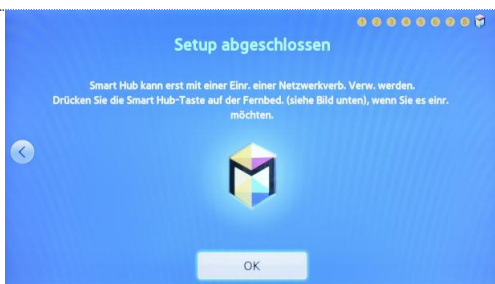 Setup abgeschlossen
Smart Hub kann erst mit einer Einr. einer Netzwerkverb. Verw. werden.
Drücken Sie die Smart Hub-Taste auf der Fernbed. (siehe Bild unten), wenn Sie es einr.
möchten.
OK